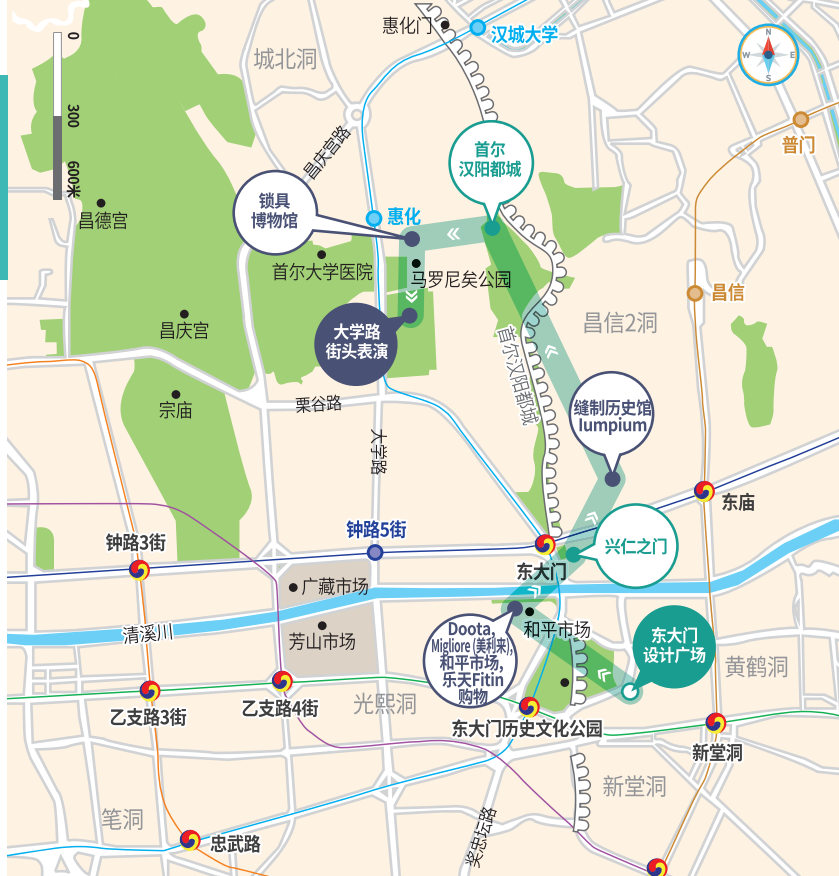 0
300
600米
惠化门
汉城大学
N
W
E
S
城北洞
昌庆宫路
普门
首尔
汉阳都城
锁具
博物馆
惠化
昌德宫
首尔大学医院
马罗尼矣公园
昌信
昌庆宫
大学路
街头表演
昌信2洞
首尔汉阳都城
宗庙
栗谷路
缝制历史馆
Iumpium
大学路
东庙
钟路5街
钟路3街
兴仁之门
东大门
广藏市场
清溪川
芳山市场
Doota,
Migliore (美利来),
和平市场,
乐天Fitin
购物
和平市场
东大门
设计广场
黄鹤洞
乙支路3街
乙支路4街
光熙洞
东大门历史文化公园
新堂洞
新堂洞
笔洞
忠武路
奖忠坛路